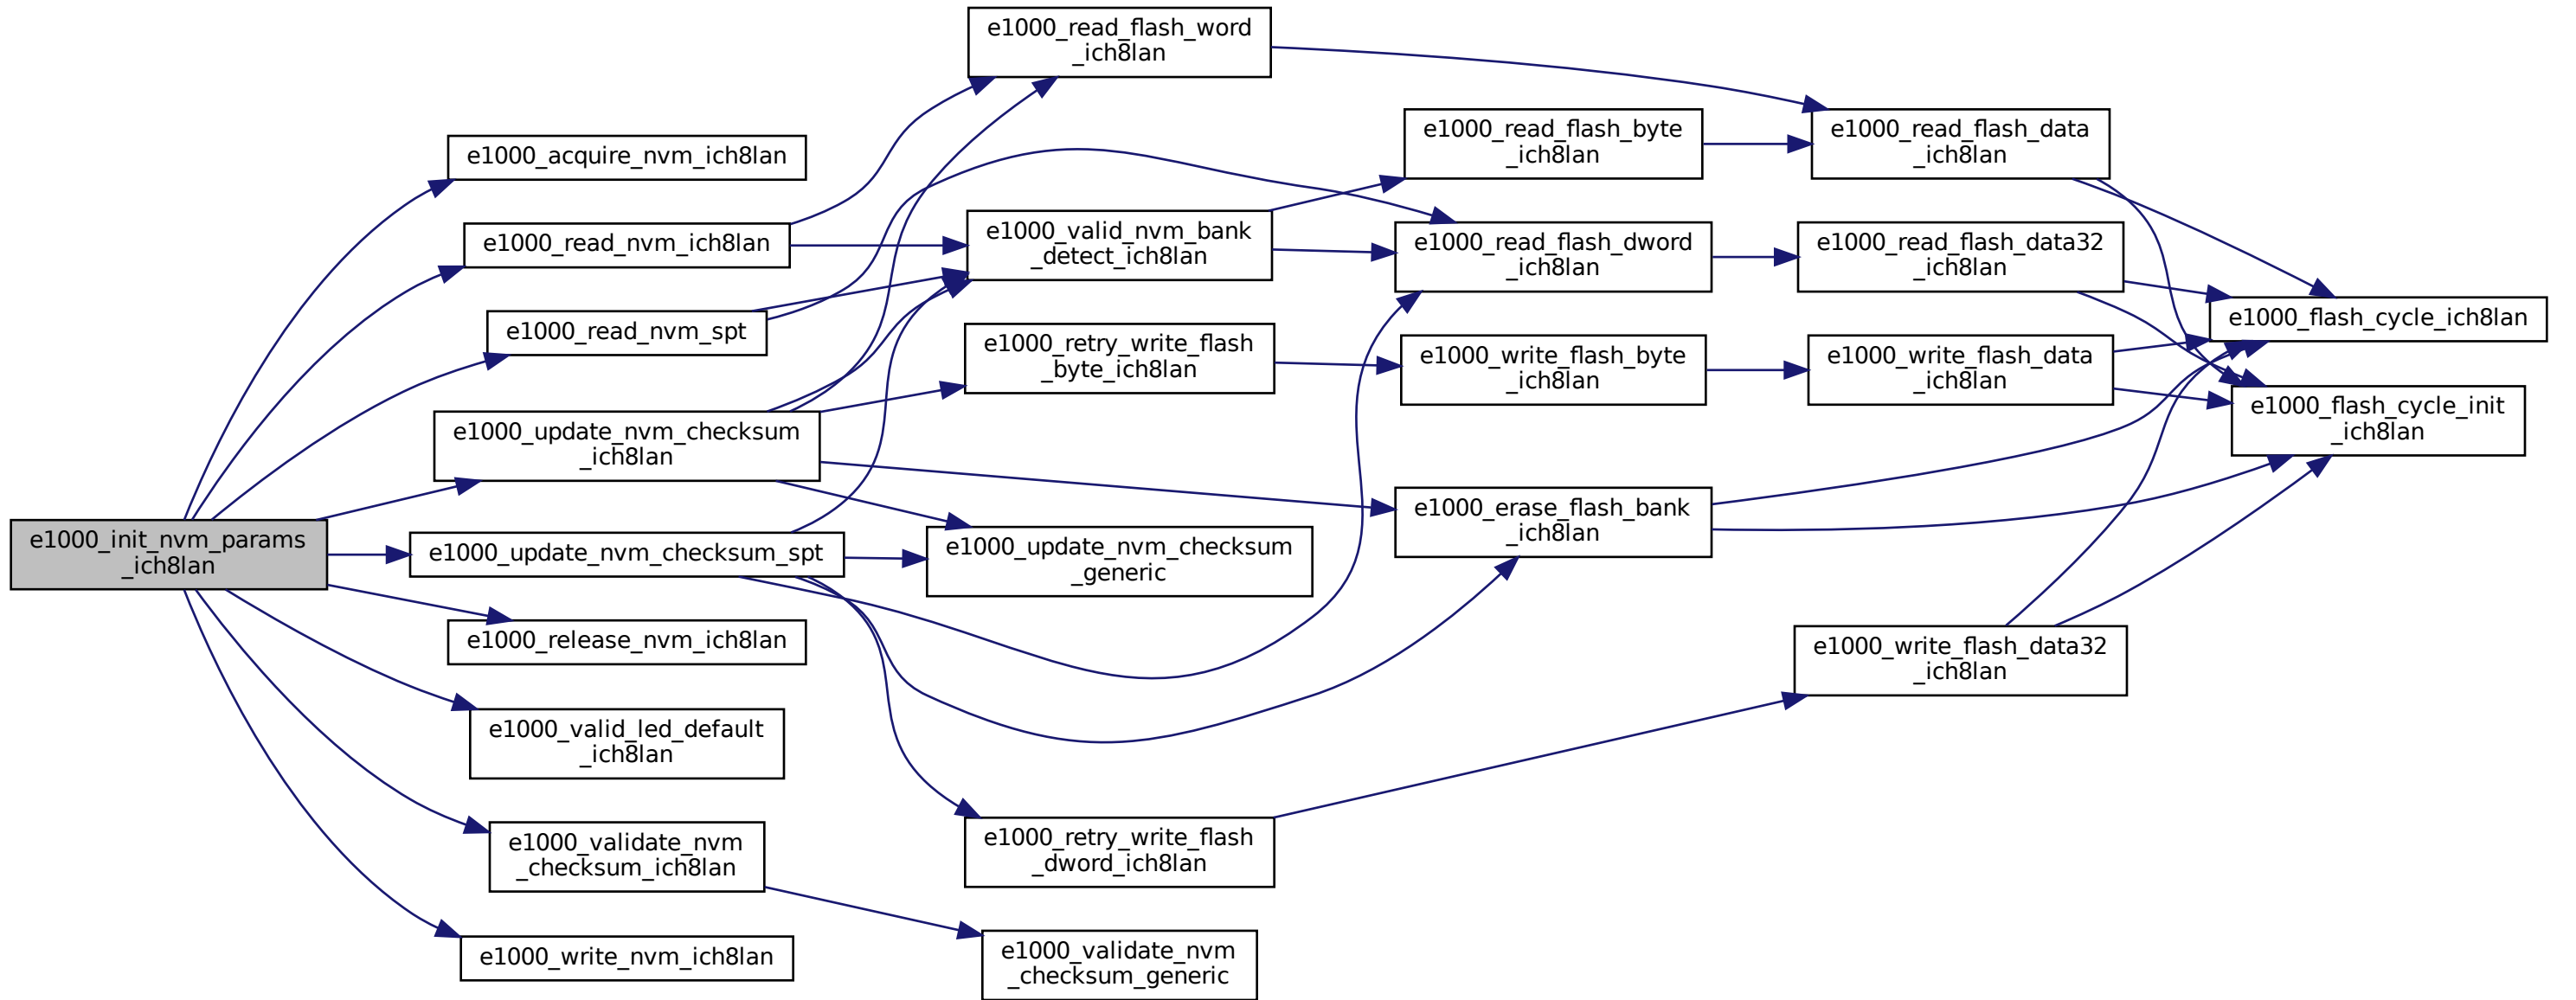 e1000_init_nvm_params
_ich8lan
e1000_acquire_nvm_ich8lan
e1000_read_nvm_ich8lan
e1000_read_nvm_spt
e1000_update_nvm_checksum
_ich8lan
e1000_update_nvm_checksum_spt
e1000_release_nvm_ich8lan
e1000_valid_led_default
_ich8lan
e1000_validate_nvm
_checksum_ich8lan
e1000_write_nvm_ich8lan
e1000_read_flash_word
_ich8lan
e1000_valid_nvm_bank
_detect_ich8lan
e1000_retry_write_flash
_byte_ich8lan
e1000_update_nvm_checksum
_generic
e1000_retry_write_flash
_dword_ich8lan
e1000_validate_nvm
_checksum_generic
e1000_read_flash_byte
_ich8lan
e1000_read_flash_dword
_ich8lan
e1000_write_flash_byte
_ich8lan
e1000_erase_flash_bank
_ich8lan
e1000_read_flash_data
_ich8lan
e1000_read_flash_data32
_ich8lan
e1000_write_flash_data
_ich8lan
e1000_write_flash_data32
_ich8lan
e1000_flash_cycle_ich8lan
e1000_flash_cycle_init
_ich8lan